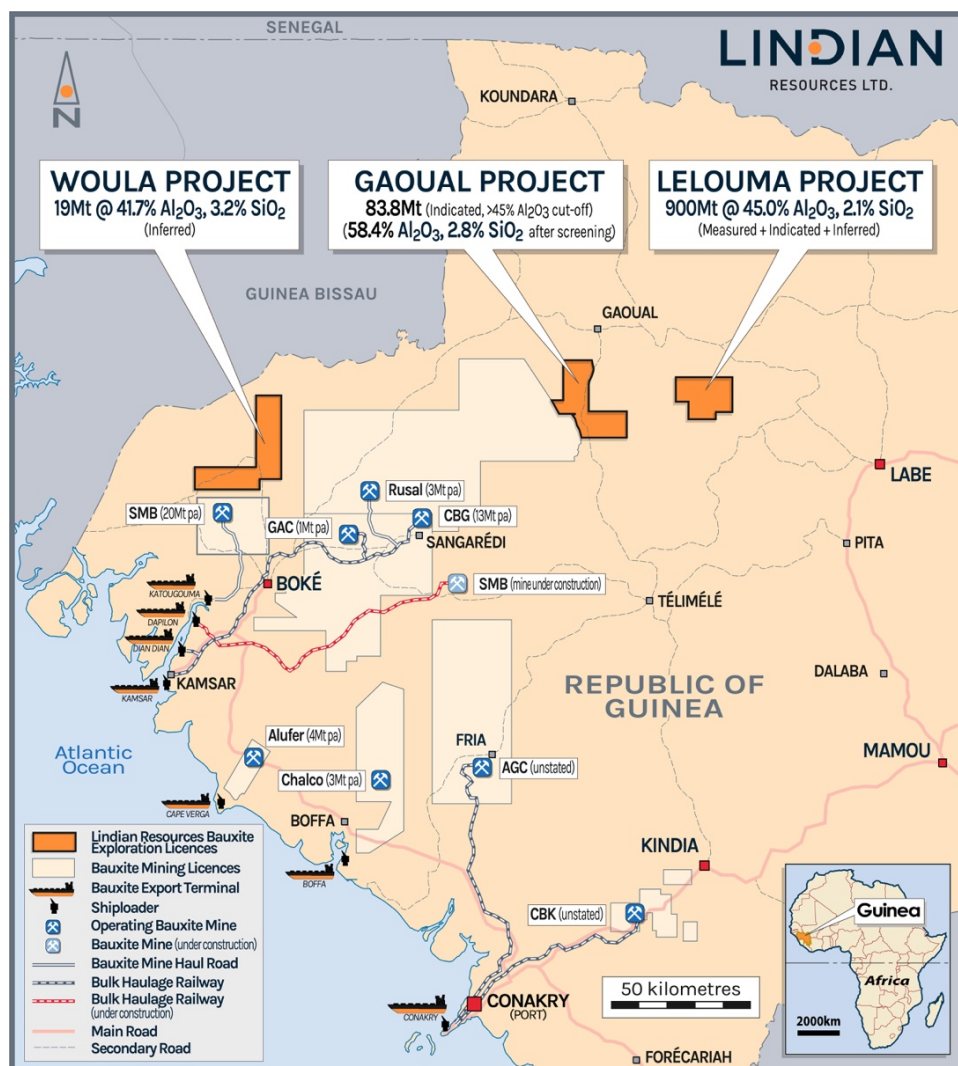 SENEGAL
LINDIAN
RESOURCES LTD.
N
KOUNDARA
WOULA PROJECT
19Mt @ 41.7% Al₂O₃, 3.2% SiO₂
(Inferred)
GAOUAL PROJECT
83.8Mt (Indicated, >45% Al₂O₃ cut-off)
(58.4% Al₂O₃, 2.8% SiO₂ after screening)
LELOUMA PROJECT
900Mt @ 45.0% Al₂O₃, 2.1% SiO₂
(Measured + Indicated + Inferred)
GUINEA BISSAU
GAOUAL
LABE
Rusal (3Mt pa)
SMB (20Mt pa)
GAC (1Mt pa)
CBG (13Mt pa)
SANGARÉDI
PITA
BOKÉ
SMB (mine under construction)
KATOUGOUMA
TÉLIMÉLÉ
DAPILON
DIAN DIAN
KAMSAR
KAMSAR
DALABA
REPUBLIC OF
GUINEA
Atlantic
Ocean
Alufer (4Mt pa)
FRIA
MAMOU
Chalco (3Mt pa)
AGC (unstated)
CAPE VERGA
BOFFA
BOFFA
KINDIA
CBK (unstated)
CONAKRY
CONAKRY
(PORT)
50 kilometres
FORÉCARIAH
Lindian Resources Bauxite
Exploration Licences
Bauxite Mining Licences
Bauxite Export Terminal
Shiploader
Operating Bauxite Mine
Bauxite Mine (under construction)
Bauxite Mine Haul Road
Bulk Haulage Railway
Bulk Haulage Railway
(under construction)
Main Road
Secondary Road
Guinea
Africa
2000km